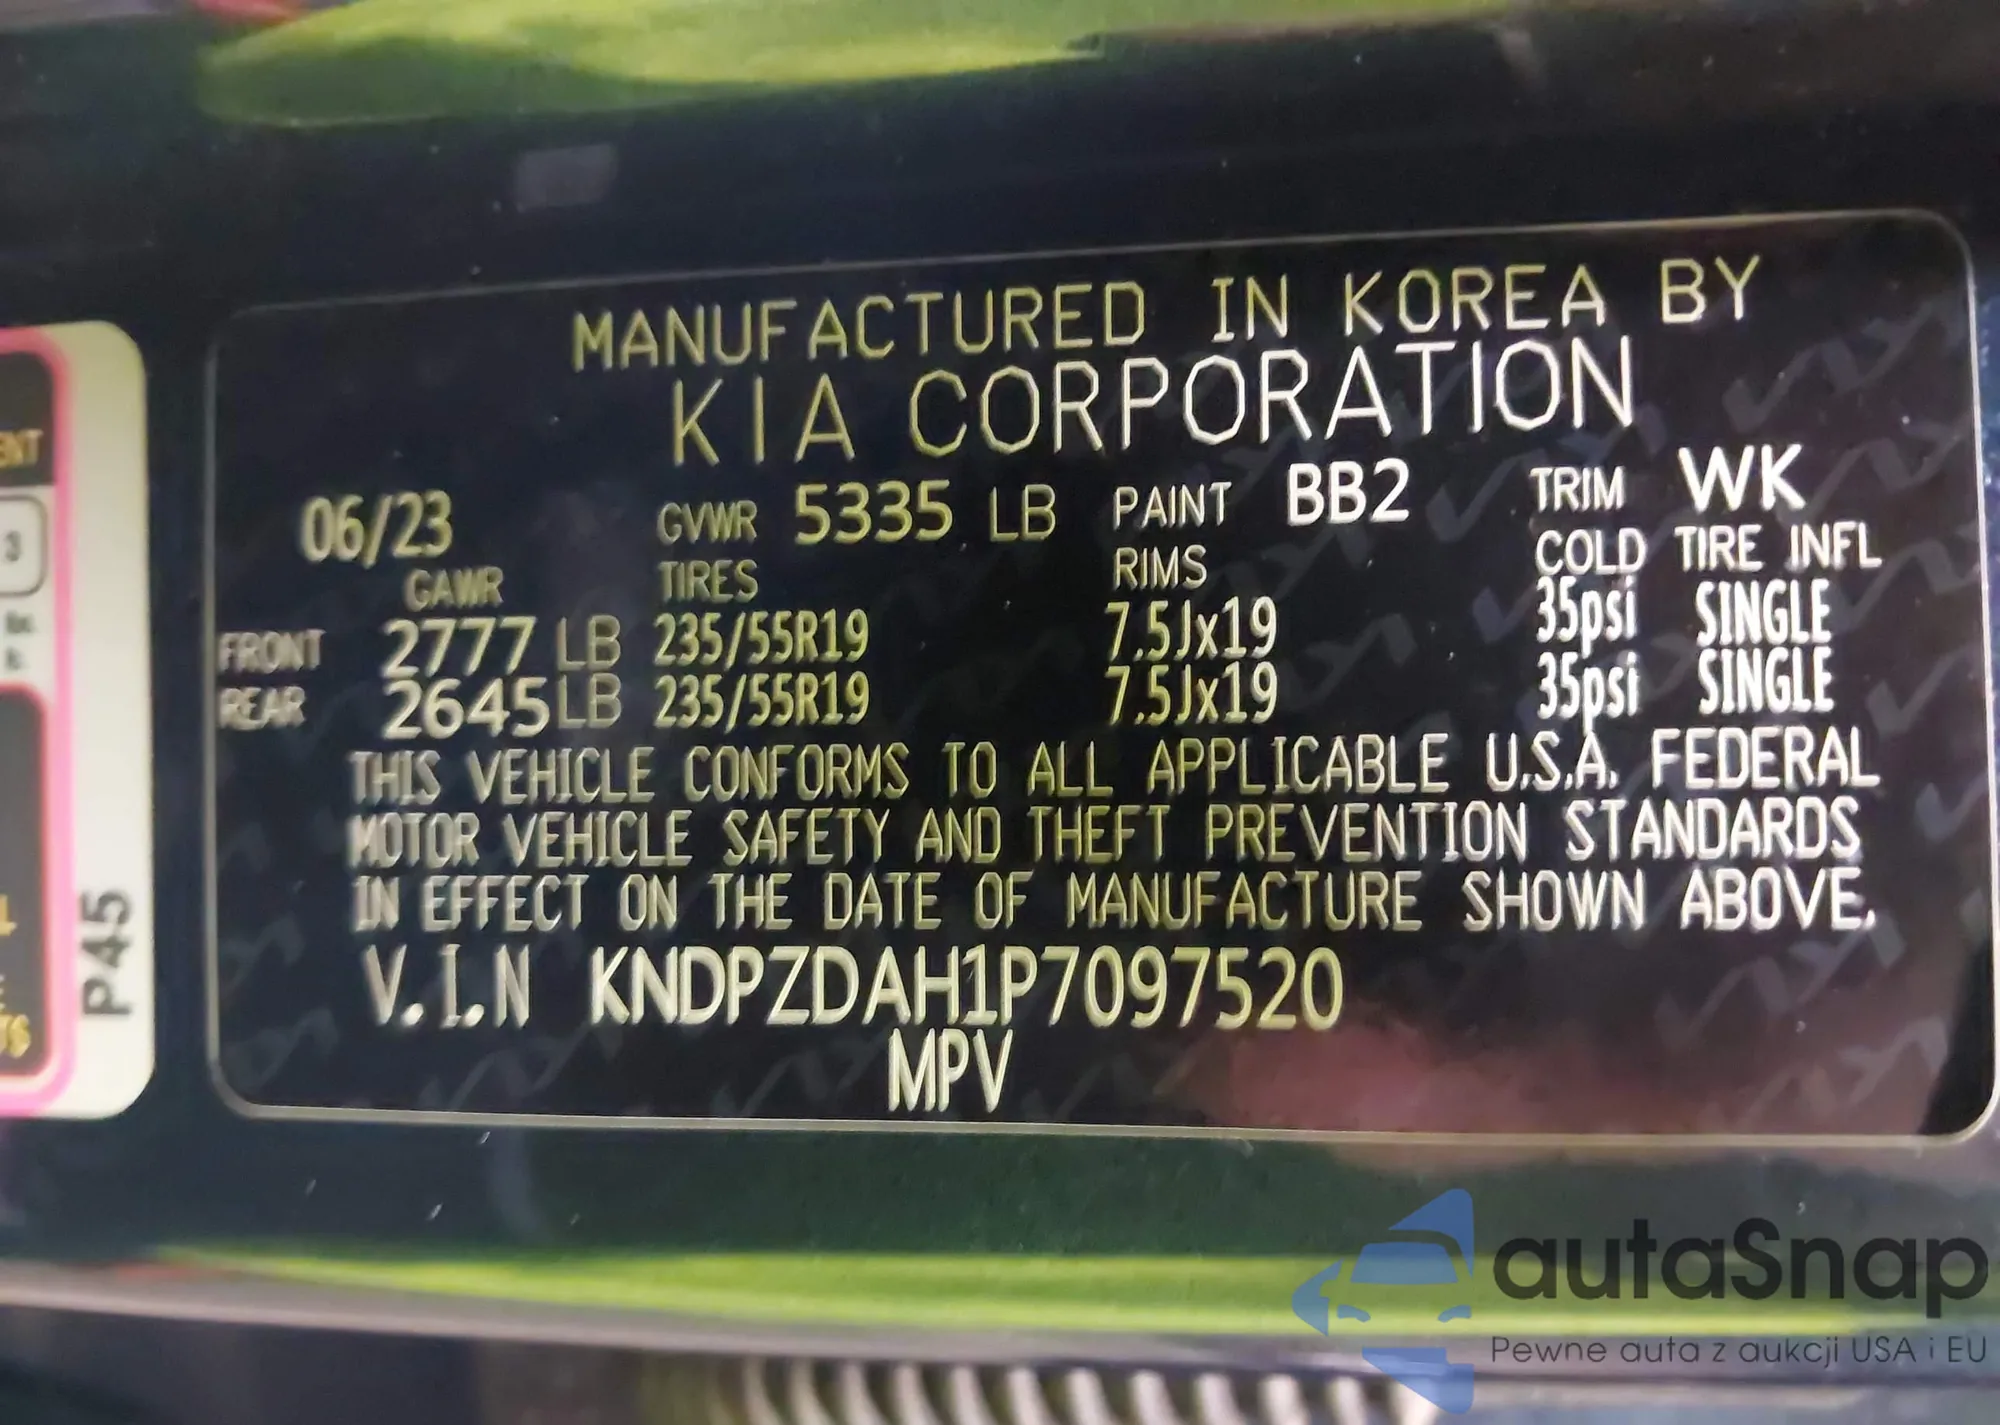 MANUFACTURED IN KOREA BY
KIA CORPORATION
06/23 GVWR 5335 LB PAINT BB2 TRIM WK
GAWR TIRES RIMS COLD TIRE INFL
FRONT 2777 LB 235/55R19 7.5Jx19 35psi SINGLE
REAR 2645 LB 235/55R19 7.5Jx19 35psi SINGLE
THIS VEHICLE CONFORMS TO ALL APPLICABLE U.S.A. FEDERAL
MOTOR VEHICLE SAFETY AND THEFT PREVENTION STANDARDS
IN EFFECT ON THE DATE OF MANUFACTURE SHOWN ABOVE.
V.I.N KNDPZDAH1P7097520
MPV
3
P45
autaSnap
Pewne auta z aukcji USA i EU